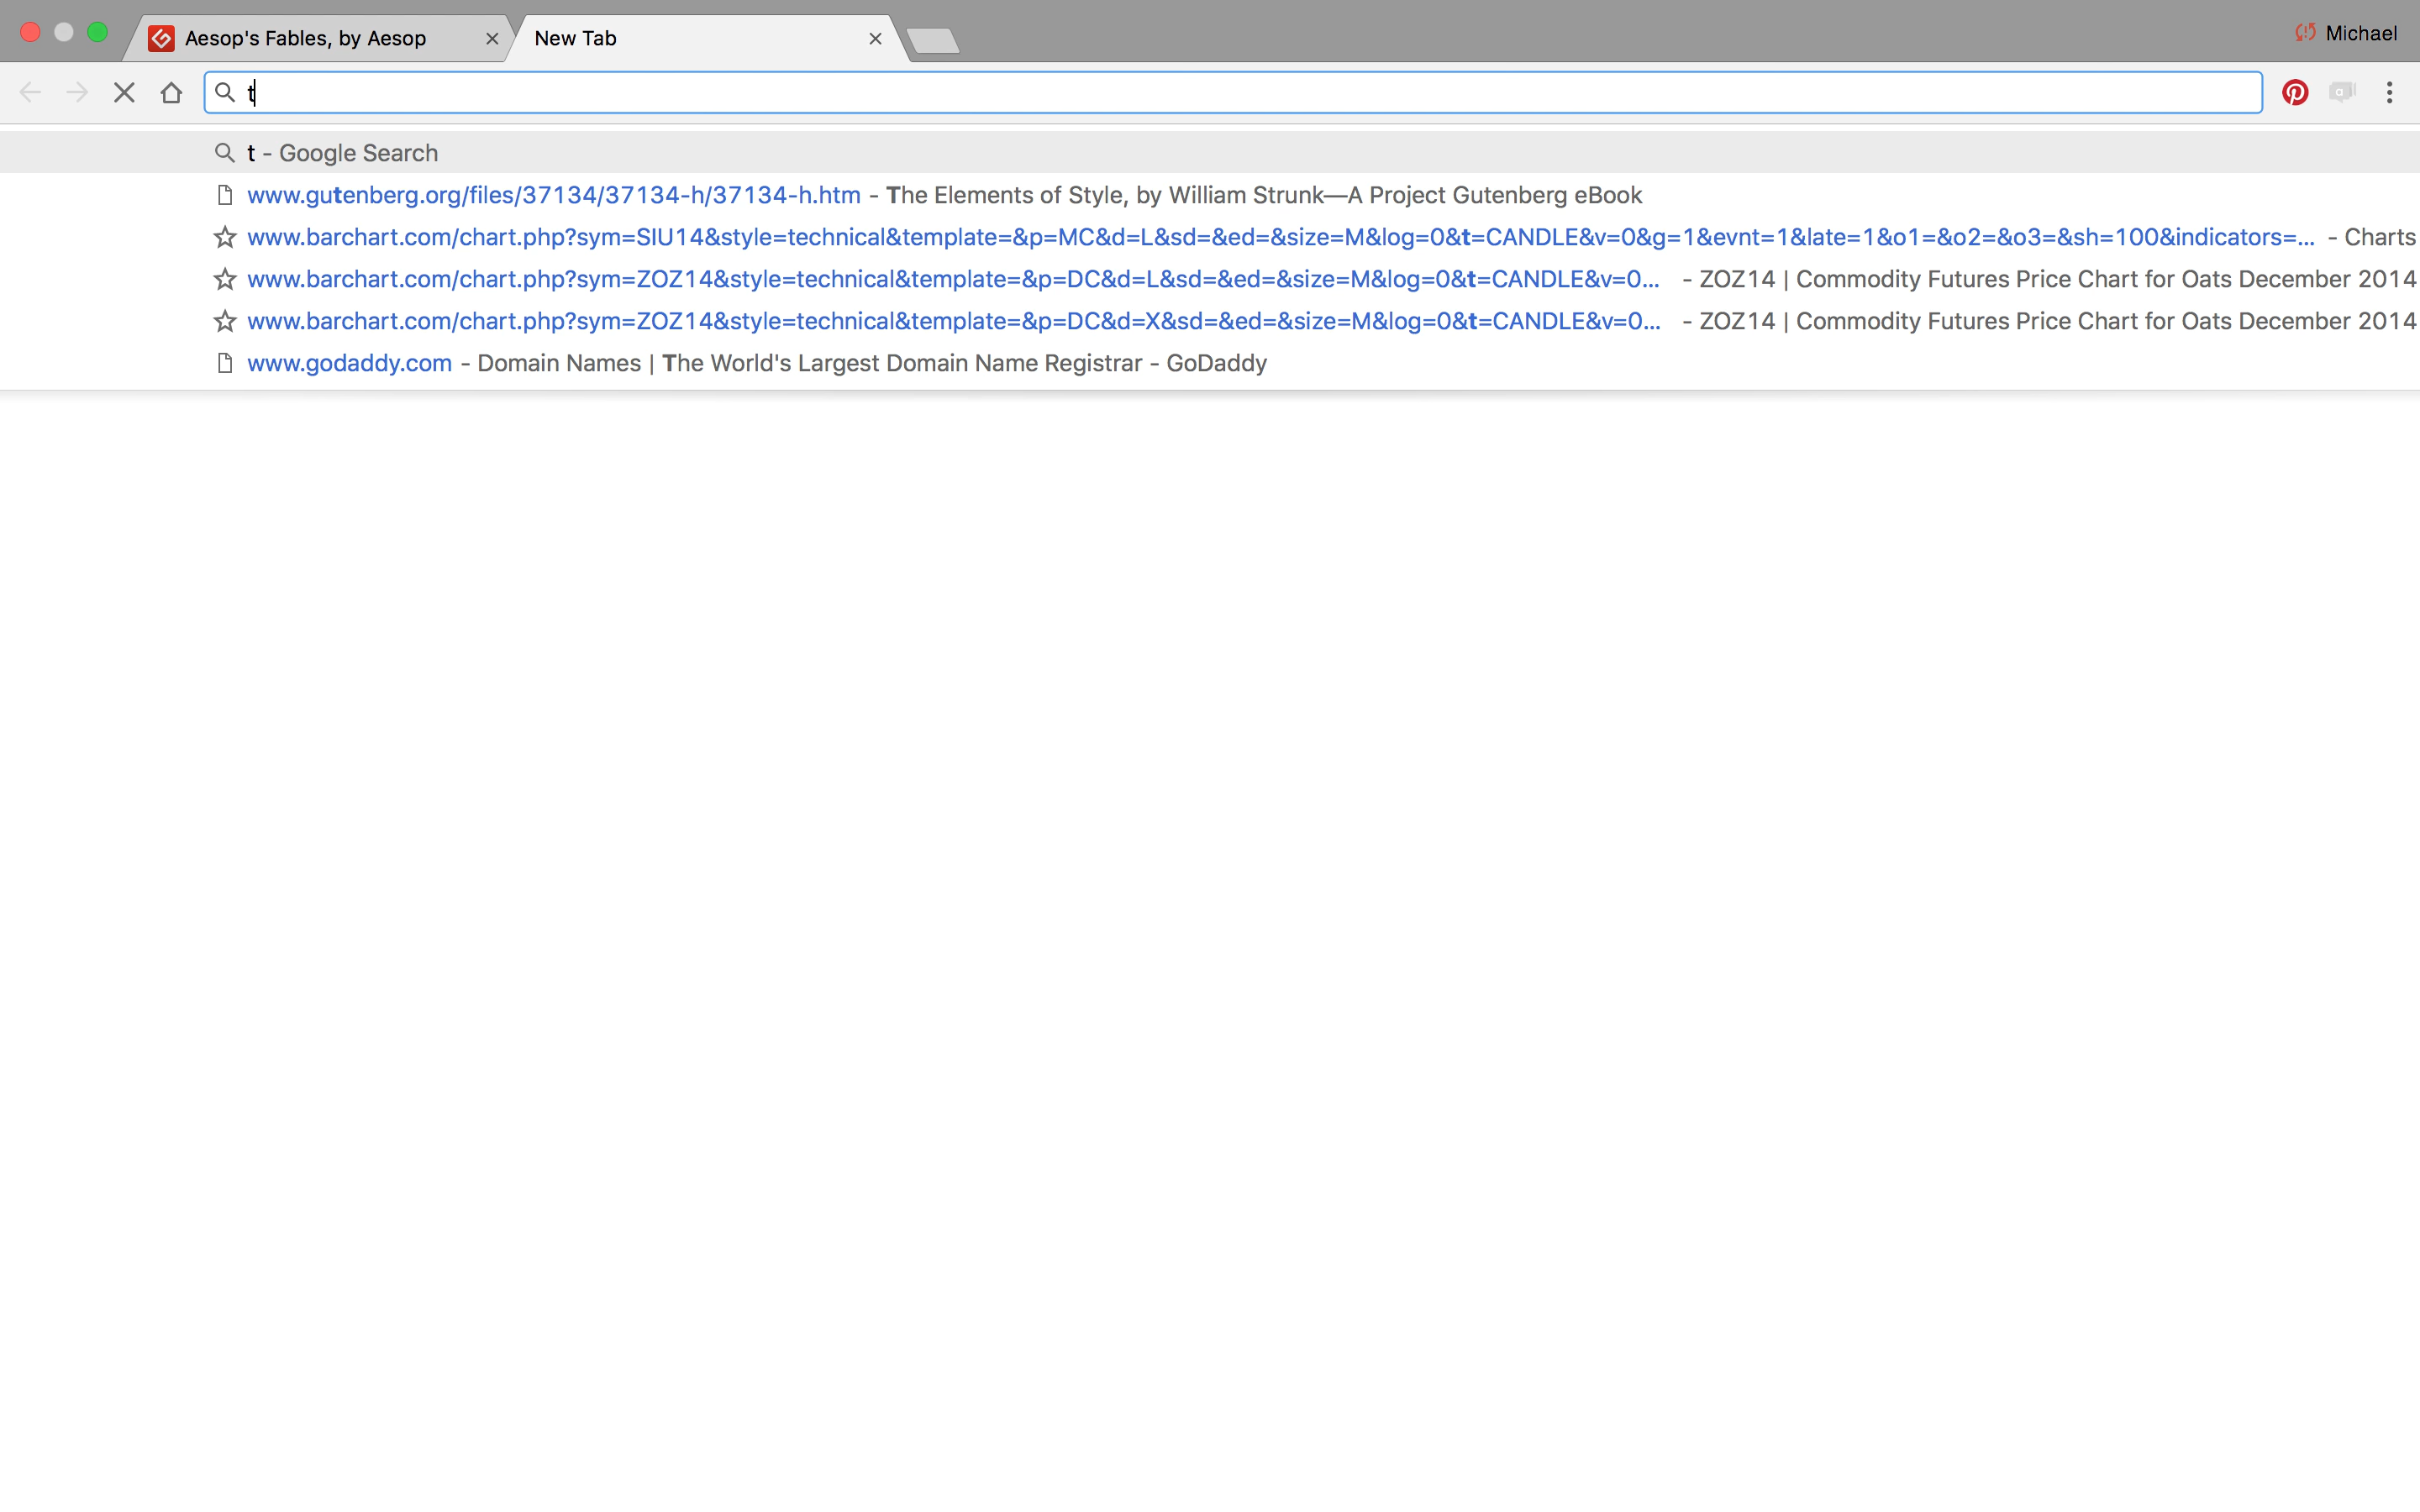 Aesop's Fables, by Aesop
New Tab
Michael
t
t - Google Search
www.gutenberg.org/files/37134/37134-h/37134-h.htm - The Elements of Style, by William Strunk—A Project Gutenberg eBook
www.barchart.com/chart.php?sym=SIU14&style=technical&template=&p=MC&d=L&sd=&ed=&size=M&log=0&t=CANDLE&v=0&g=1&evnt=1&late=1&o1=&o2=&o3=&sh=100&indicators=... - Charts
www.barchart.com/chart.php?sym=ZOZ14&style=technical&template=&p=DC&d=L&sd=&ed=&size=M&log=0&t=CANDLE&v=0... - ZOZ14 | Commodity Futures Price Chart for Oats December 2014
www.barchart.com/chart.php?sym=ZOZ14&style=technical&template=&p=DC&d=X&sd=&ed=&size=M&log=0&t=CANDLE&v=0... - ZOZ14 | Commodity Futures Price Chart for Oats December 2014
www.godaddy.com - Domain Names | The World's Largest Domain Name Registrar - GoDaddy